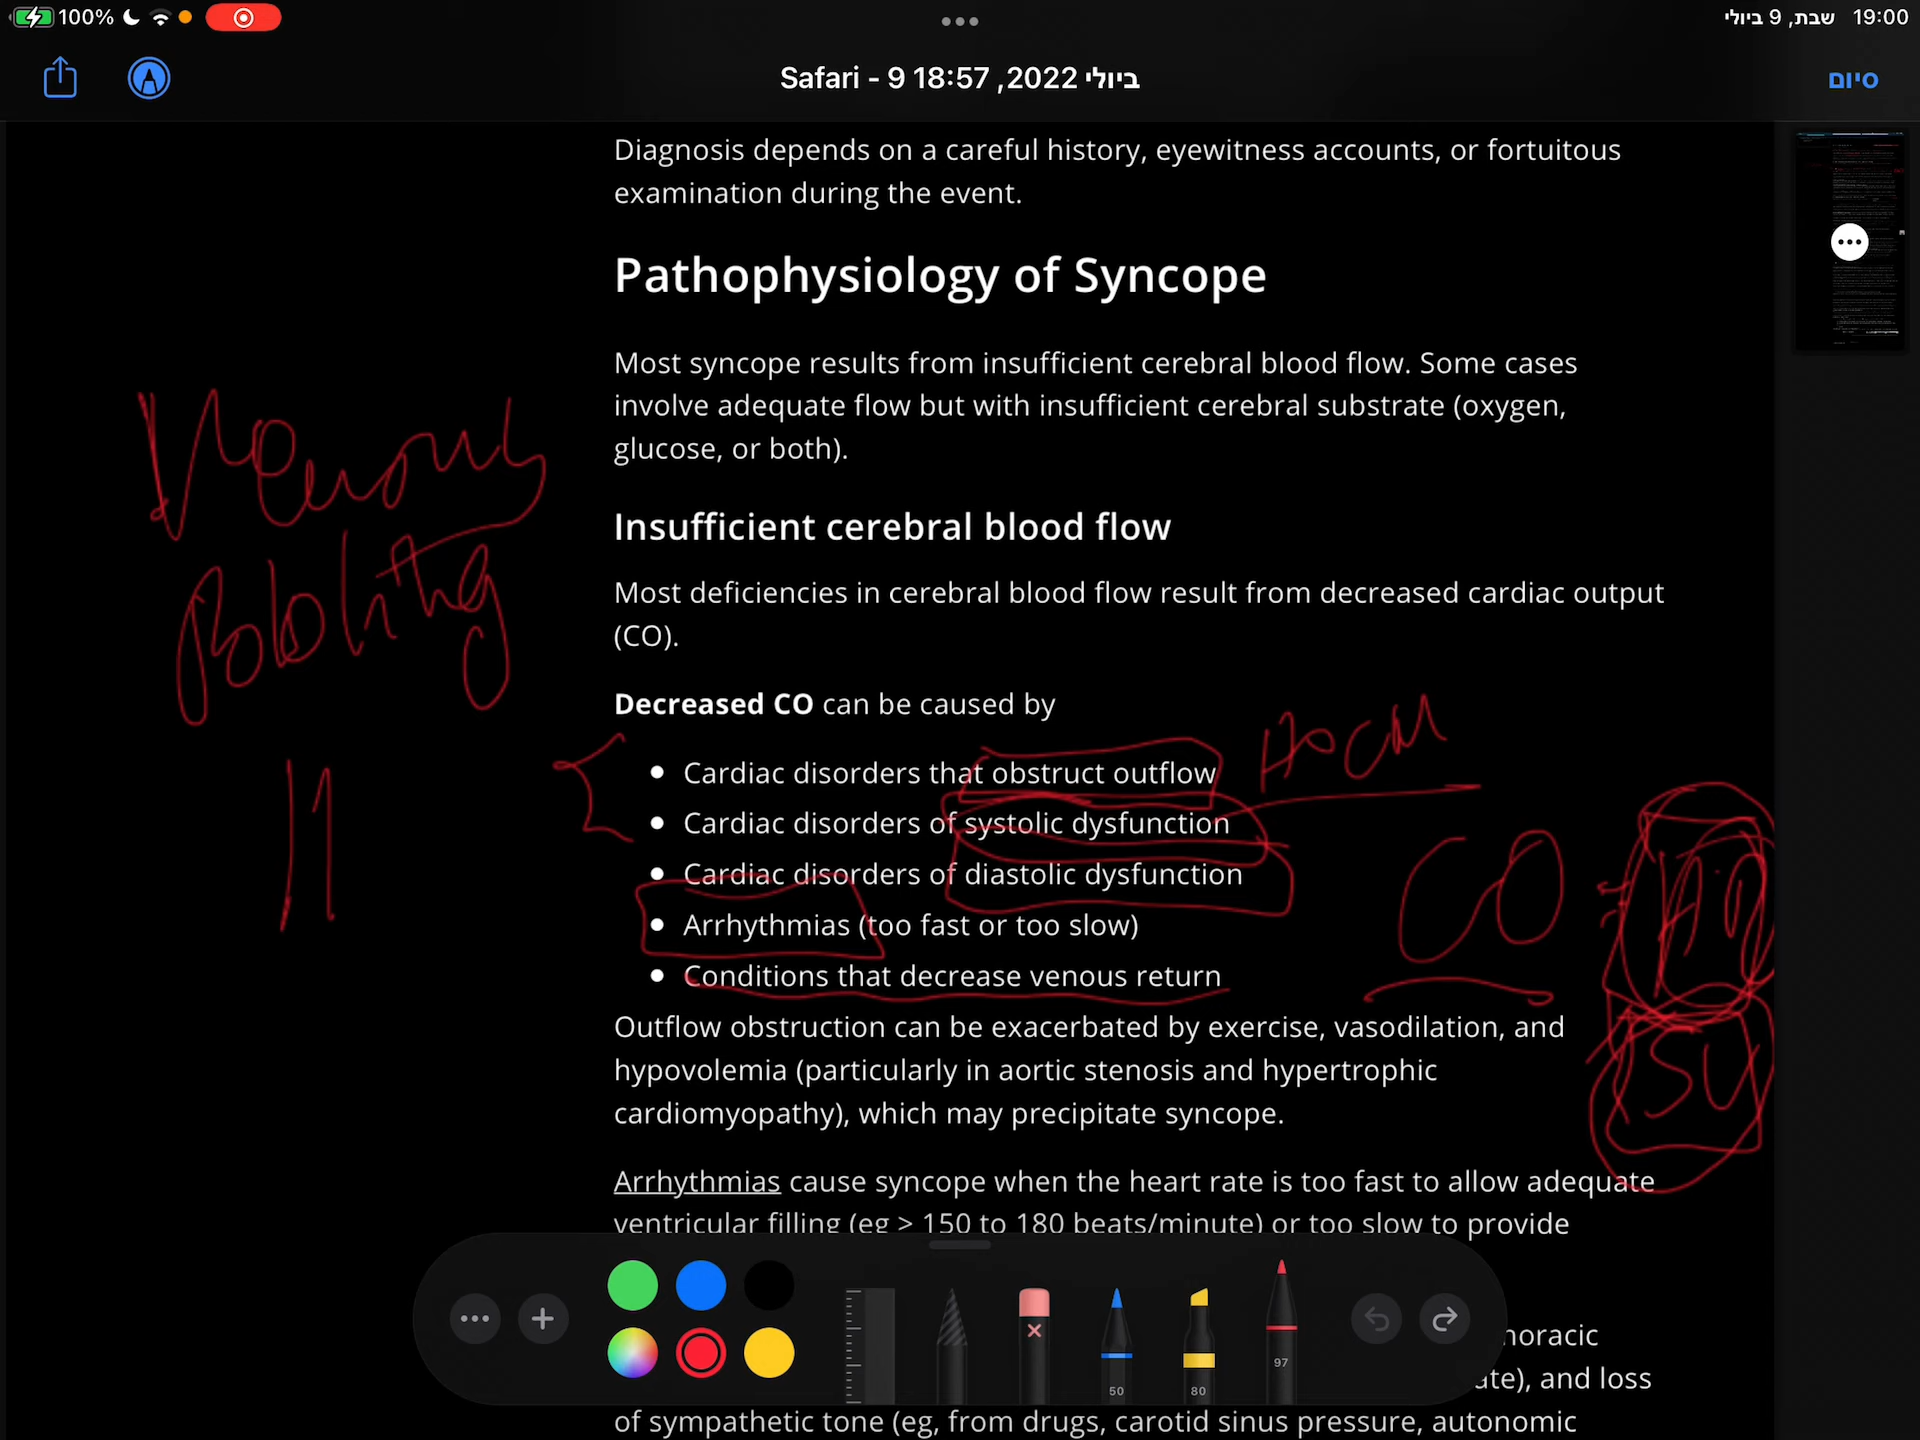 100%
שבת, 9 ביולי 19:00
Safari - 9 ביולי 2022, 18:57
סיום
Diagnosis depends on a careful history, eyewitness accounts, or fortuitous
examination during the event.
Pathophysiology of Syncope
Most syncope results from insufficient cerebral blood flow. Some cases
involve adequate flow but with insufficient cerebral substrate (oxygen,
glucose, or both).
Venous
Insufficient cerebral blood flow
Most deficiencies in cerebral blood flow result from decreased cardiac output
(CO).
Decreased CO can be caused by
HOCM
• Cardiac disorders that obstruct outflow
• Cardiac disorders of systolic dysfunction
• Cardiac disorders of diastolic dysfunction
CO
• Arrhythmias (too fast or too slow)
• Conditions that decrease venous return
Outflow obstruction can be exacerbated by exercise, vasodilation, and
hypovolemia (particularly in aortic stenosis and hypertrophic
SV
cardiomyopathy), which may precipitate syncope.
Arrhythmias cause syncope when the heart rate is too fast to allow adequate
ventricular filling (eg > 150 to 180 beats/minute) or too slow to provide
and loss
of sympathetic tone (eg, from drugs, carotid sinus pressure, autonomic
50
80
97